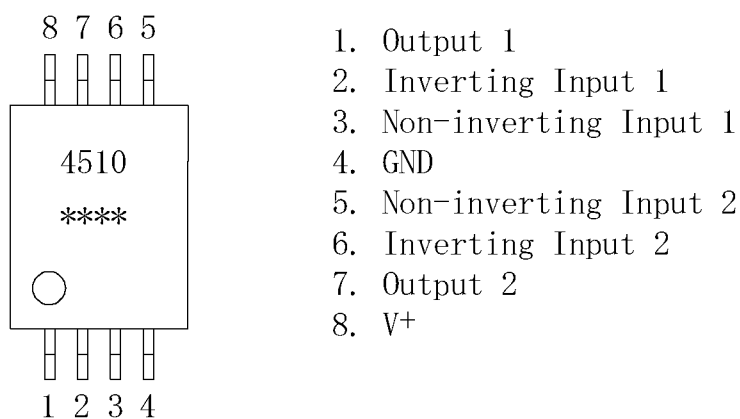 8 7 6 5
4510
****
1 2 3 4
1. Output 1
2. Inverting Input 1
3. Non-inverting Input 1
4. GND
5. Non-inverting Input 2
6. Inverting Input 2
7. Output 2
8. V+